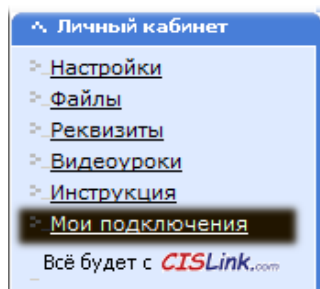 Личный кабинет
Настройки
Файлы
Реквизиты
Видеоуроки
Инструкция
Мои подключения
Всё будет с CISLink.com